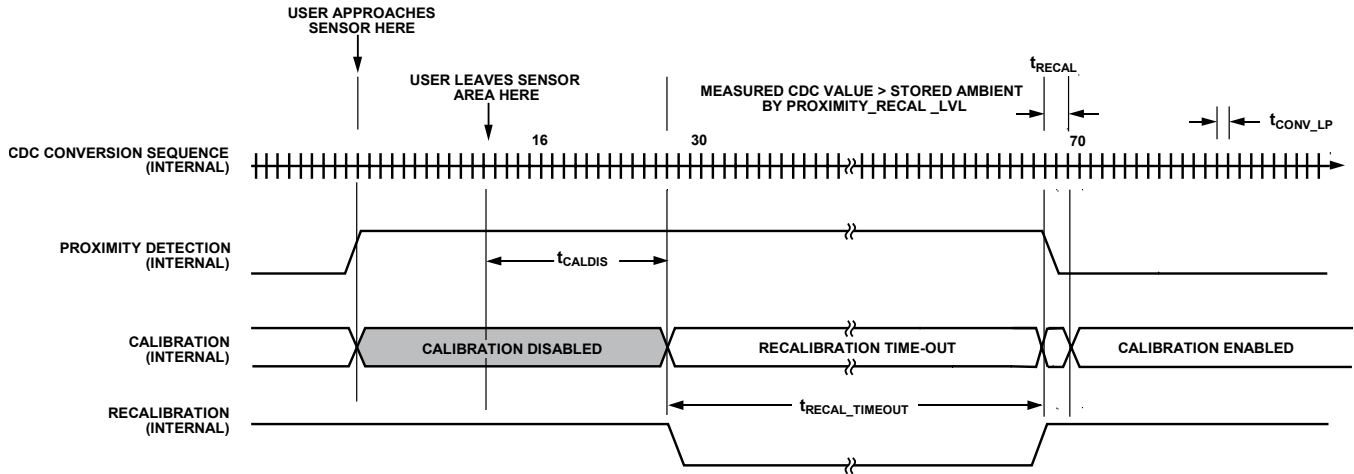 USER APPROACHES
SENSOR HERE
USER LEAVES SENSOR
AREA HERE
MEASURED CDC VALUE > STORED AMBIENT
BY PROXIMITY_RECAL _LVL
tRECAL
tCONV_LP
16
30
70
CDC CONVERSION SEQUENCE
(INTERNAL)
PROXIMITY DETECTION
(INTERNAL)
tCALDIS
CALIBRATION
(INTERNAL)
CALIBRATION DISABLED
RECALIBRATION TIME-OUT
CALIBRATION ENABLED
RECALIBRATION
(INTERNAL)
tRECAL_TIMEOUT